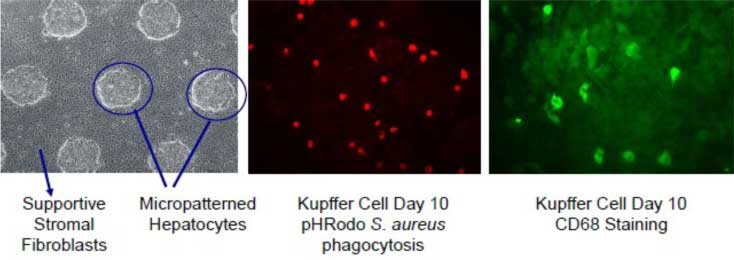 Supportive
Stromal
Fibroblasts
Micropatterned
Hepatocytes
Kupffer Cell Day 10
pHRodo S. aureus
phagocytosis
Kupffer Cell Day 10
CD68 Staining